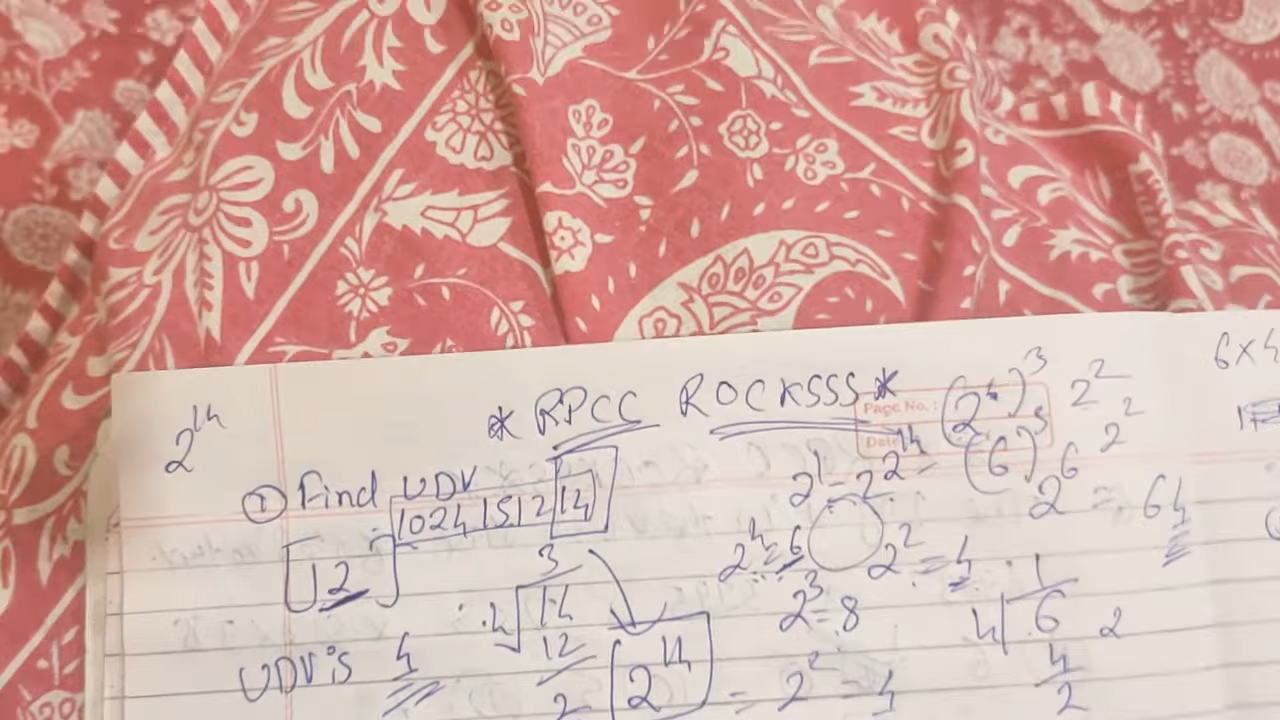 * RPCC ROCKSSS *
Page No.:
Date
2^14
(2^4)^3 2^2
6×4
① Find UDV
[12]^1024 1512 [14]
2^1 = 2
2^14 = (6)^3 2^2
2^6 = 64
2^4 = 6
2^2 = 4
2^3 = 8
3
4 14
12
2
1
4 6 2
4
2
UDV is 4
2^14 = 2^2 = 4